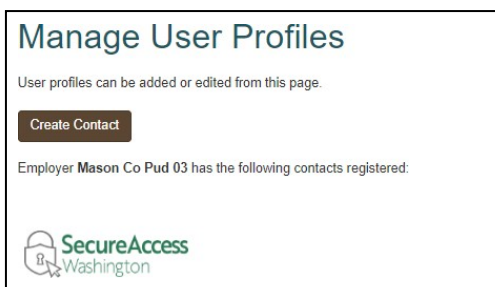 Manage User Profiles
User profiles can be added or edited from this page.
Create Contact
Employer Mason Co Pud 03 has the following contacts registered:
SecureAccess
Washington